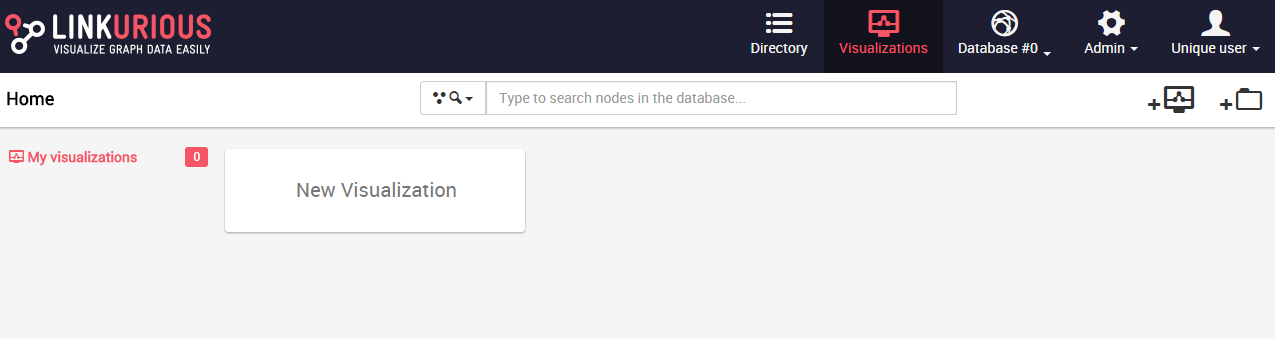 LINKURIOUS
VISUALIZE GRAPH DATA EASILY
Directory
Visualizations
Database #0
Admin
Unique user
Home
Type to search nodes in the database...
My visualizations
0
New Visualization